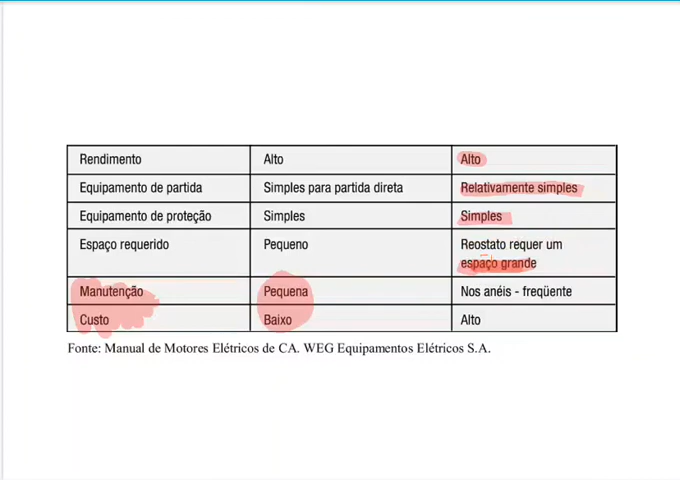 Rendimento Alto Alto
Equipamento de partida Simples para partida direta Relativamente simples
Equipamento de proteção Simples Simples
Espaço requerido Pequeno Reostato requer um
espaço grande
Manutenção Pequena Nos anéis - freqüente
Custo Baixo Alto
Fonte: Manual de Motores Elétricos de CA. WEG Equipamentos Elétricos S.A.